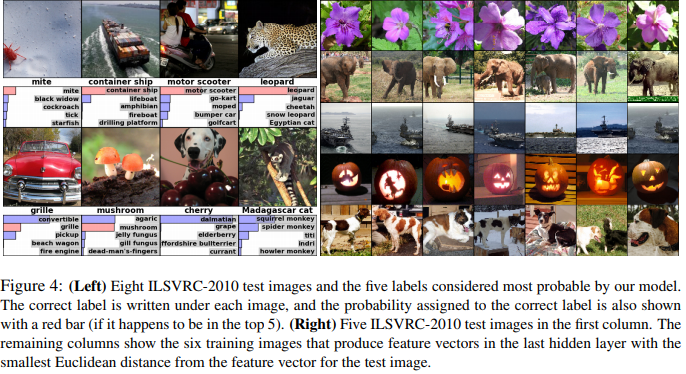 mite
container ship
motor scooter
leopard
mite
black widow
cockroach
tick
starfish
container ship
lifeboat
amphibian
fireboat
drilling platform
motor scooter
go-kart
moped
bumper car
golfcart
leopard
jaguar
cheetah
snow leopard
Egyptian cat
grille
mushroom
cherry
Madagascar cat
convertible
grille
pickup
beach wagon
fire engine
agaric
mushroom
jelly fungus
gill fungus
dead-man's-fingers
dalmatian
grape
elderberry
ffordshire bullterrier
currant
squirrel monkey
spider monkey
titi
indri
howler monkey
Figure 4: (Left) Eight ILSVRC-2010 test images and the five labels considered most probable by our model.
The correct label is written under each image, and the probability assigned to the correct label is also shown
with a red bar (if it happens to be in the top 5). (Right) Five ILSVRC-2010 test images in the first column. The
remaining columns show the six training images that produce feature vectors in the last hidden layer with the
smallest Euclidean distance from the feature vector for the test image.